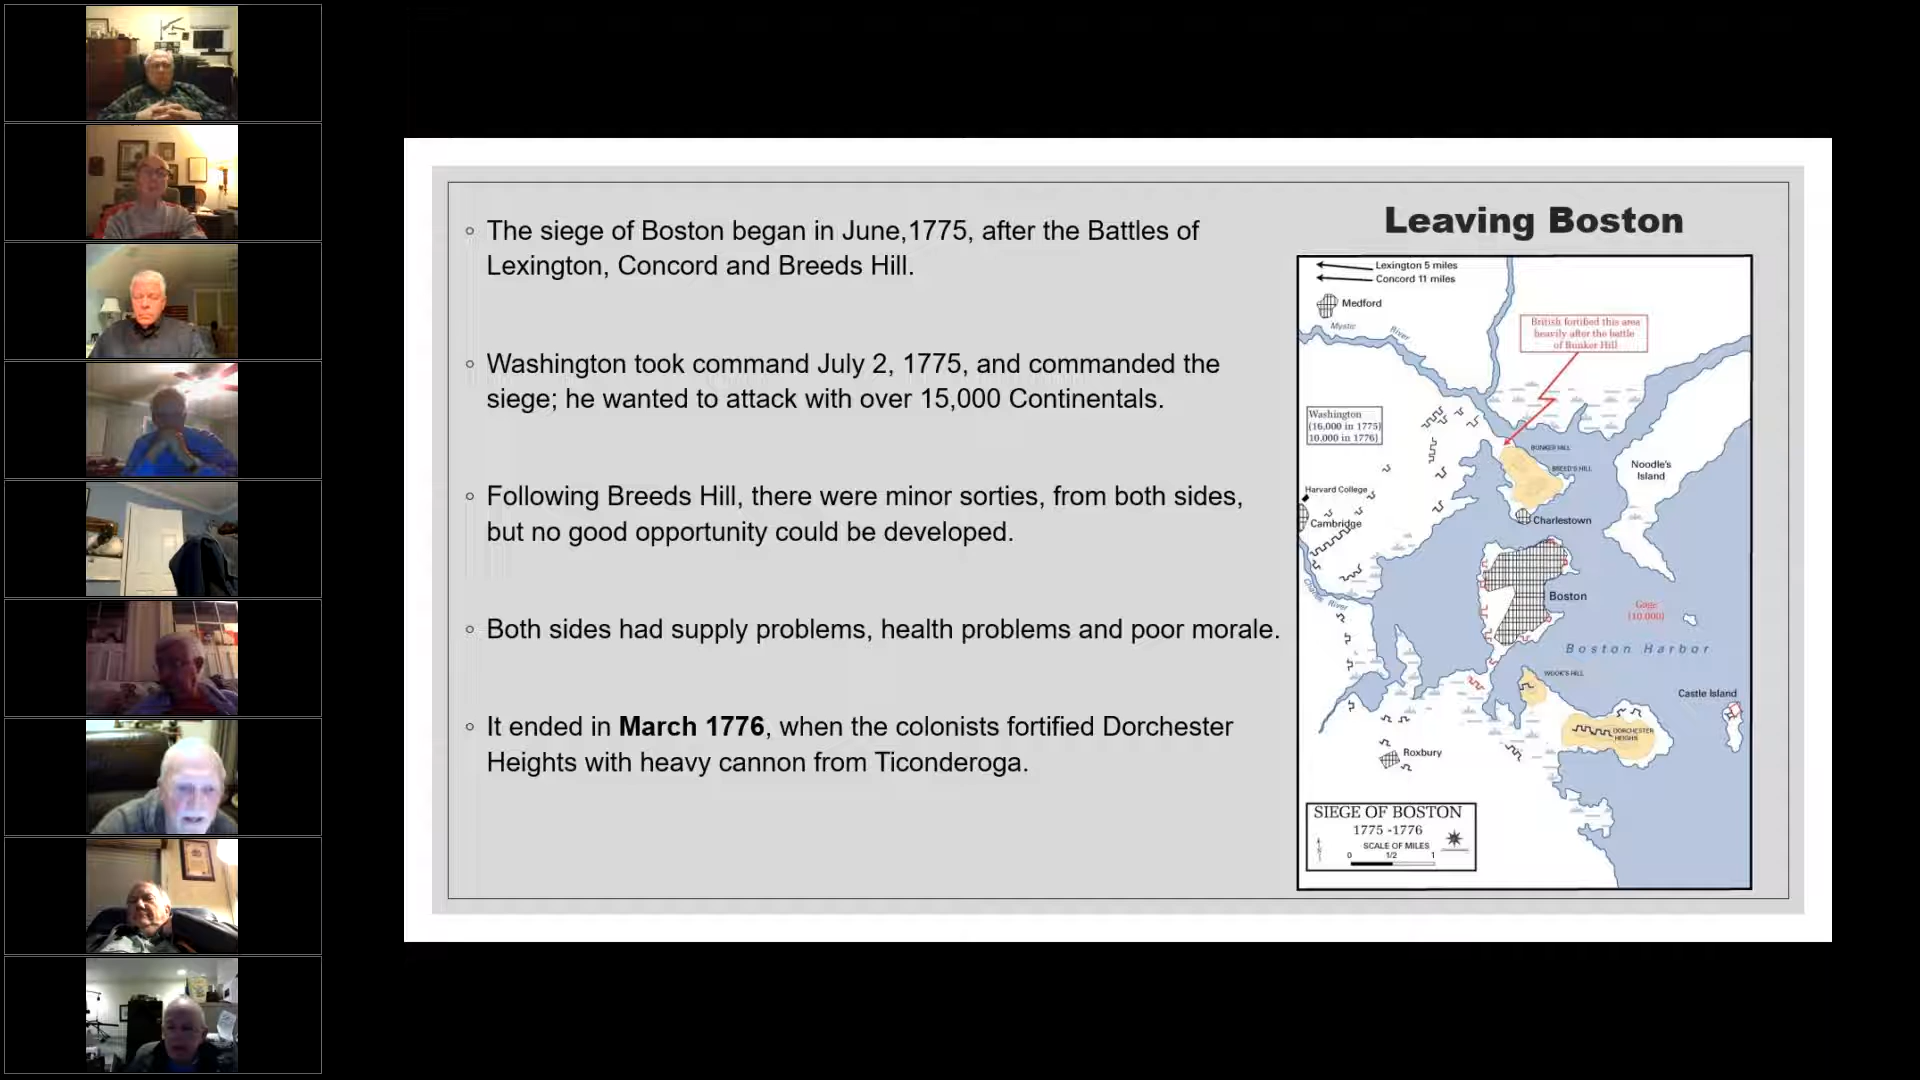 Leaving Boston
◦ The siege of Boston began in June,1775, after the Battles of
Lexington, Concord and Breeds Hill.
◦ Washington took command July 2, 1775, and commanded the
siege; he wanted to attack with over 15,000 Continentals.
◦ Following Breeds Hill, there were minor sorties, from both sides,
but no good opportunity could be developed.
◦ Both sides had supply problems, health problems and poor morale.
◦ It ended in March 1776, when the colonists fortified Dorchester
Heights with heavy cannon from Ticonderoga.
Lexington 5 miles
Concord 11 miles
Medford
Mystic River
British fortified this area
heavily after the battle
of Bunker Hill
Washington
(16,000 in 1775)
10,000 in 1776)
BUNKER HILL
BREED'S HILL
Noodle's
Island
Harvard College
Cambridge
Charlestown
Charles River
Boston
Gage
(10,000)
Boston Harbor
NOOK'S HILL
Castle Island
DORCHESTER
HEIGHTS
Roxbury
SIEGE OF BOSTON
1775 -1776
SCALE OF MILES
0 1/2 1